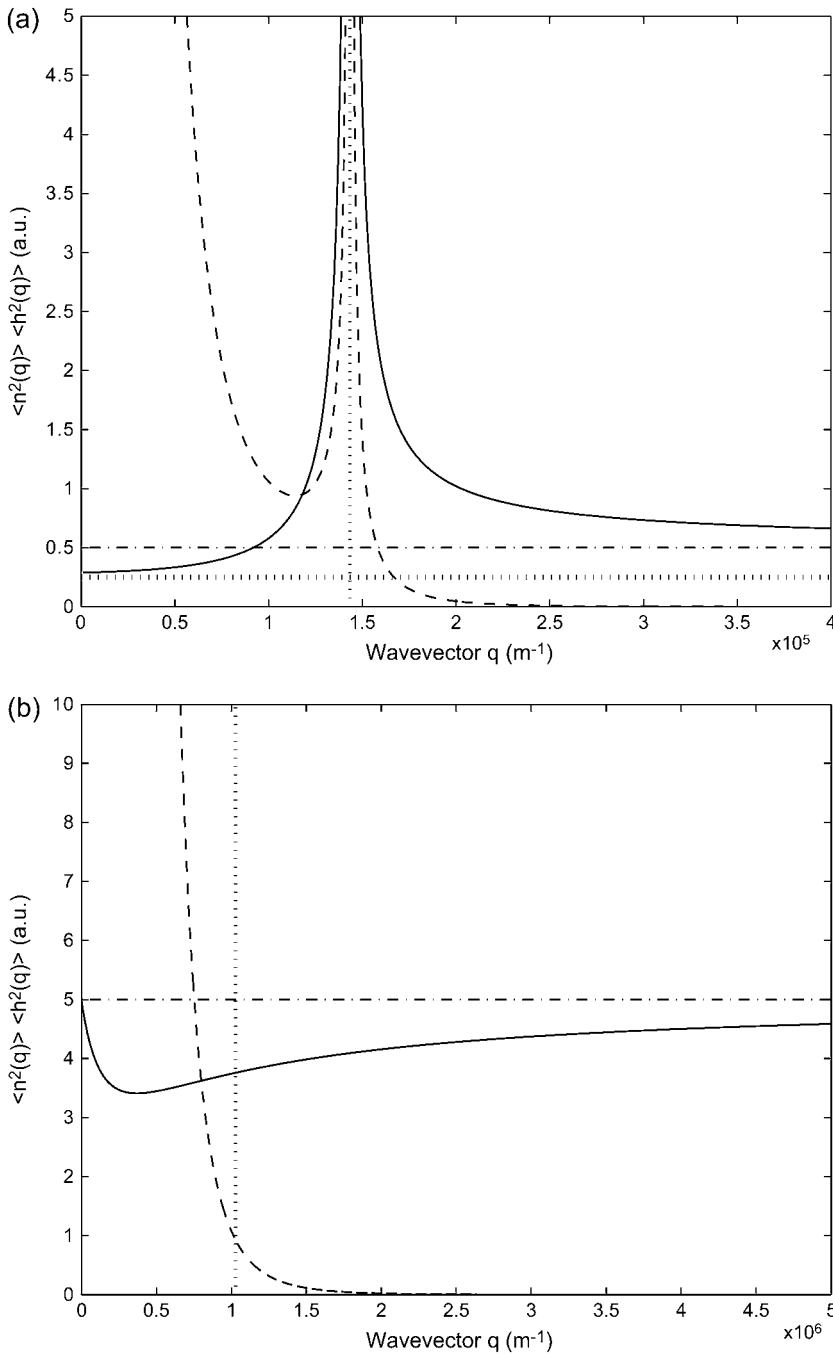 (a)
5
4.5
4
3.5
3
2.5
2
1.5
1
0.5
0
<n²(q)> <h²(q)> (a.u.)
0 0.5 1 1.5 2 2.5 3 3.5 4
x10⁵
Wavevector q (m⁻¹)
(b)
10
9
8
7
6
5
4
3
2
1
0
<n²(q)> <h²(q)> (a.u.)
0 0.5 1 1.5 2 2.5 3 3.5 4 4.5 5
x10⁶
Wavevector q (m⁻¹)